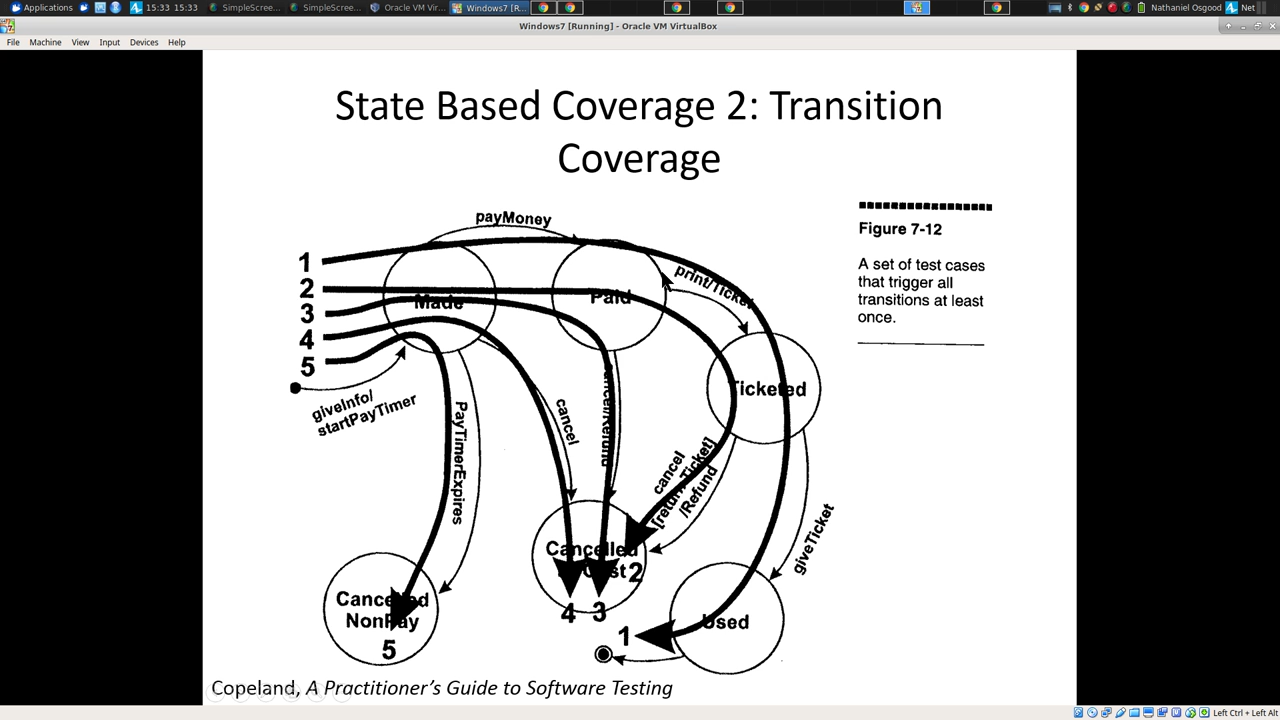 Applications
15:33
15:33
SimpleScree...
SimpleScree...
Oracle VM Vir...
Windows7 [R...
Nathaniel Osgood
Net
Windows7 [Running] - Oracle VM VirtualBox
File Machine View Input Devices Help
State Based Coverage 2: Transition
Coverage
payMoney
Figure 7-12
A set of test cases
that trigger all
transitions at least
once.
1
2
3
4
5
Made
Paid
print/Ticket
Ticketed
giveInfo/
startPayTimer
PayTimerExpires
cancel
cancel
/Refund
giveTicket
Cancelled
2
Cancelled
NonPay
5
4
3
1
Used
Copeland, A Practitioner's Guide to Software Testing
Left Ctrl + Left Alt